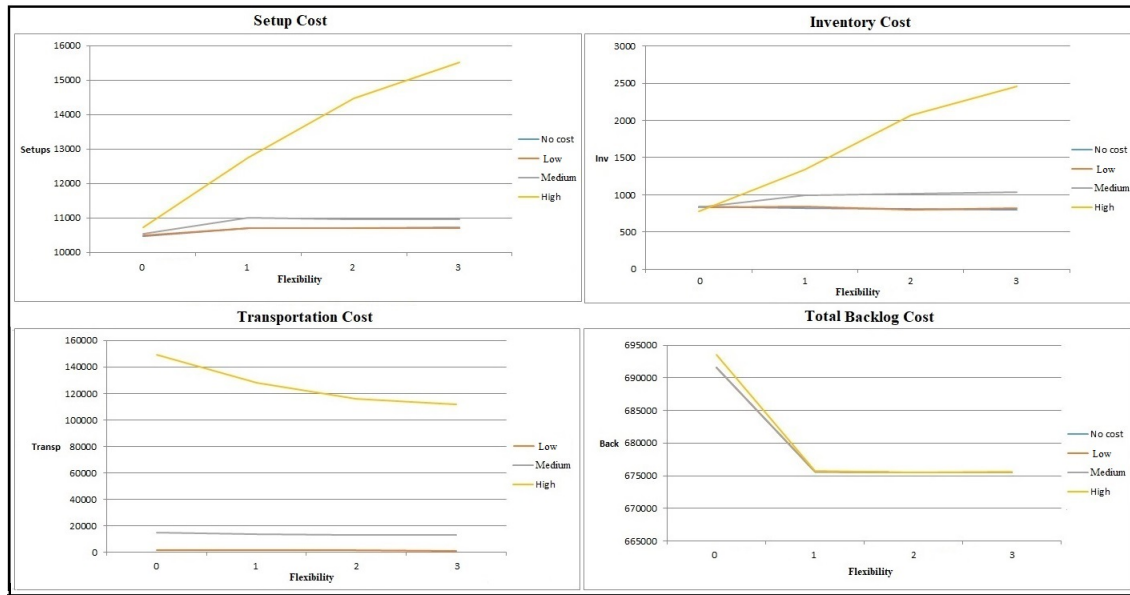 Setup Cost
16000
15000
14000
13000
12000
11000
10000
Setups
0 1 2 3
Flexibility
No cost
Low
Medium
High
Inventory Cost
3000
2500
2000
1500
1000
500
0
Inv
0 1 2 3
Flexibility
No cost
Low
Medium
High
Transportation Cost
160000
140000
120000
100000
80000
60000
40000
20000
0
Transp
0 1 2 3
Flexibility
Low
Medium
High
Total Backlog Cost
695000
690000
685000
680000
675000
670000
665000
Back
0 1 2 3
Flexibility
No cost
Low
Medium
High